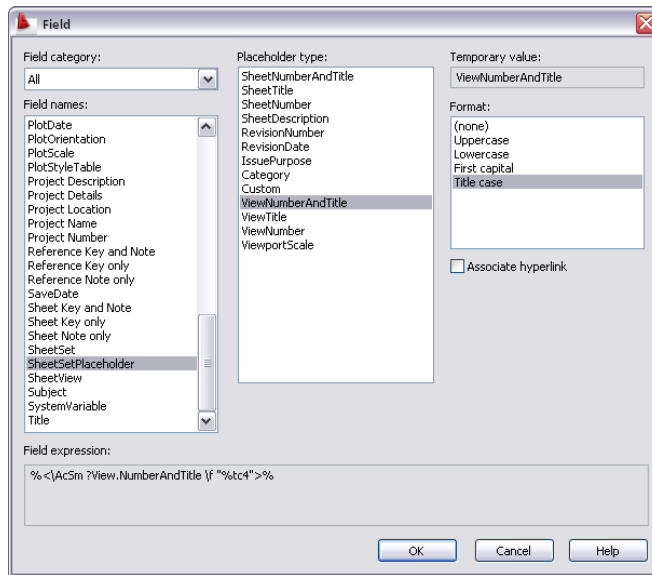 Field
Field category:
All
Field names:
PlotDate
PlotOrientation
PlotScale
PlotStyleTable
Project Description
Project Details
Project Location
Project Name
Project Number
Reference Key and Note
Reference Key only
Reference Note only
SaveDate
Sheet Key and Note
Sheet Key only
Sheet Note only
SheetSet
SheetSetPlaceholder
SheetView
Subject
SystemVariable
Title
Placeholder type:
SheetNumberAndTitle
SheetTitle
SheetNumber
SheetDescription
RevisionNumber
RevisionDate
IssuePurpose
Category
Custom
ViewNumberAndTitle
ViewTitle
ViewNumber
ViewportScale
Temporary value:
ViewNumberAndTitle
Format:
(none)
Uppercase
Lowercase
First capital
Title case
Associate hyperlink
Field expression:
%<\AcSm ?View.NumberAndTitle \f "%tc4">%
OK
Cancel
Help